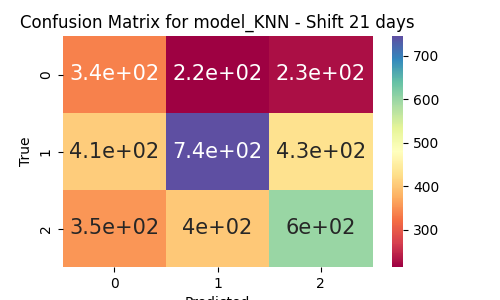 Confusion Matrix for model_KNN - Shift 21 days
0 3.4e+02 2.2e+02 2.3e+02
1 4.1e+02 7.4e+02 4.3e+02
2 3.5e+02 4e+02 6e+02
0 1 2
Predicted
True
700
600
500
400
300